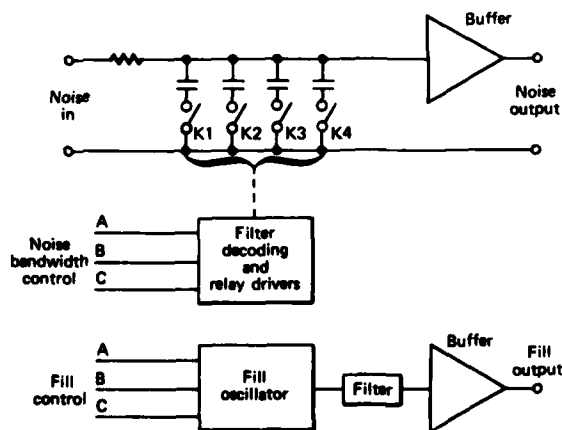 Buffer
Noise
in
K1
K2
K3
K4
Noise
output
Noise
bandwidth
control
A
B
C
Filter
decoding
and
relay drivers
Fill
control
A
B
C
Fill
oscillator
Filter
Buffer
Fill
output